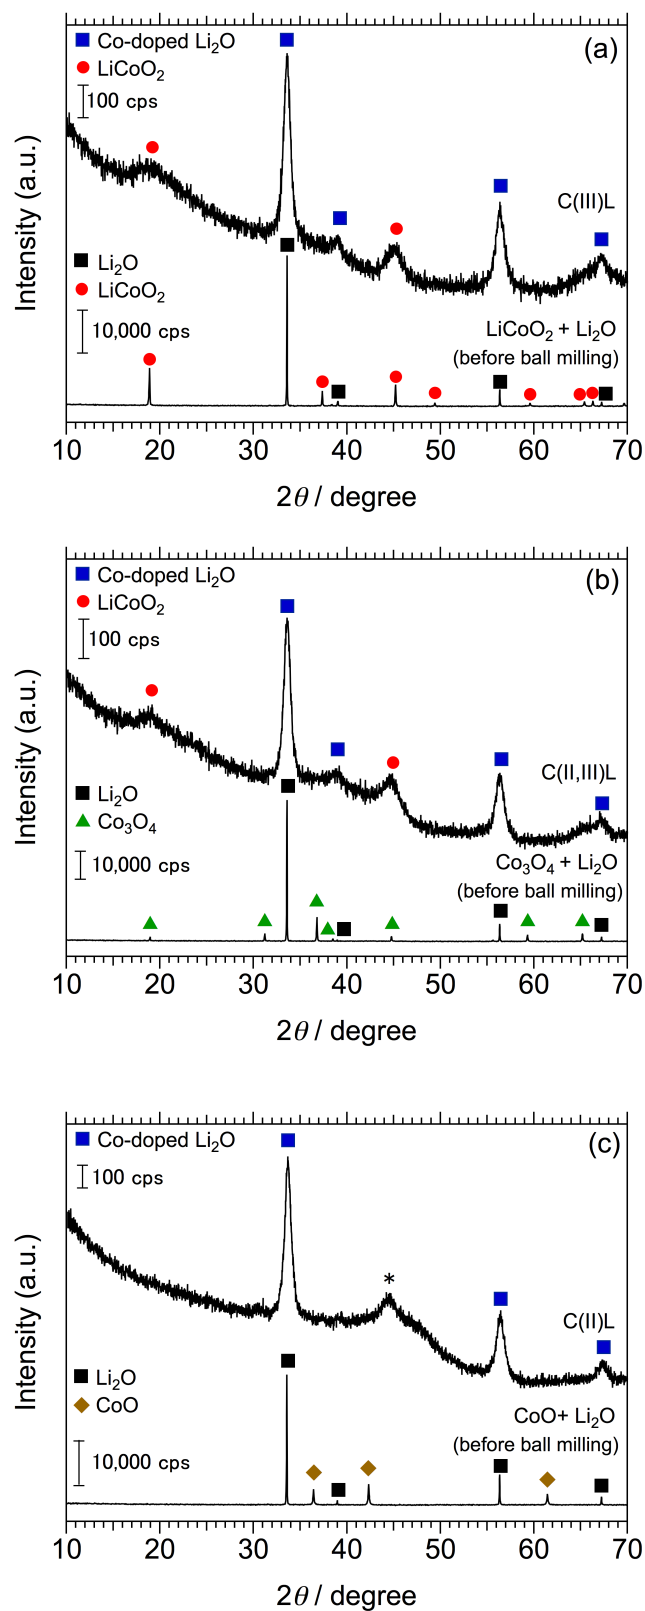 (a)
Co-doped Li₂O
LiCoO₂
100 cps
C(III)L
Li₂O
LiCoO₂
10,000 cps
LiCoO₂ + Li₂O
(before ball milling)
Intensity (a.u.)
10 20 30 40 50 60 70
2θ / degree
(b)
Co-doped Li₂O
LiCoO₂
100 cps
C(II,III)L
Li₂O
Co₃O₄
10,000 cps
Co₃O₄ + Li₂O
(before ball milling)
Intensity (a.u.)
10 20 30 40 50 60 70
2θ / degree
(c)
Co-doped Li₂O
100 cps
*
C(II)L
Li₂O
CoO
10,000 cps
CoO+ Li₂O
(before ball milling)
Intensity (a.u.)
10 20 30 40 50 60 70
2θ / degree